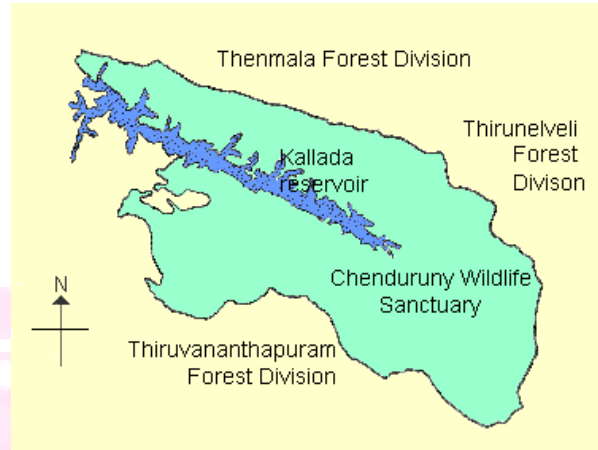 Thenmala Forest Division
Thirunelveli
Forest
Divison
Kallada
reservoir
Chenduruny Wildlife
Sanctuary
N
Thiruvananthapuram
Forest Division